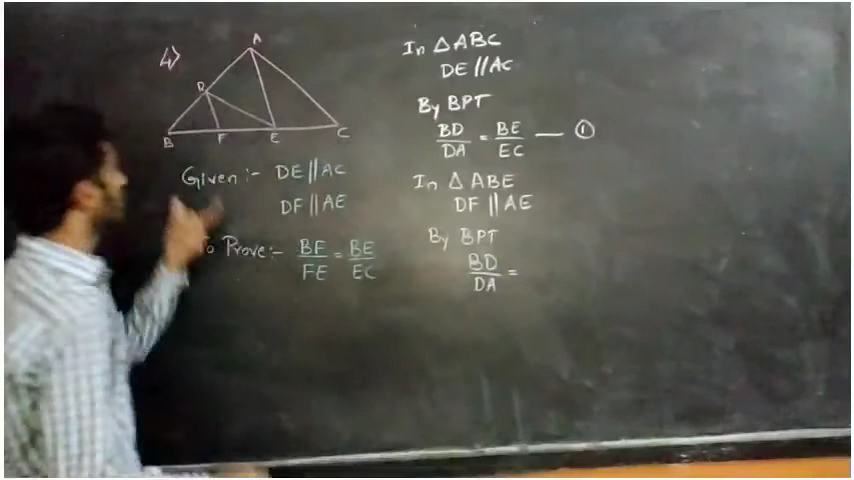 4)
A
D
B F E C
Given:- DE || AC
DF || AE
To Prove:- BF/FE = BE/EC
In △ABC
DE // AC
By BPT
BD/DA = BE/EC — ①
In △ABE
DF || AE
By BPT
BD/DA =